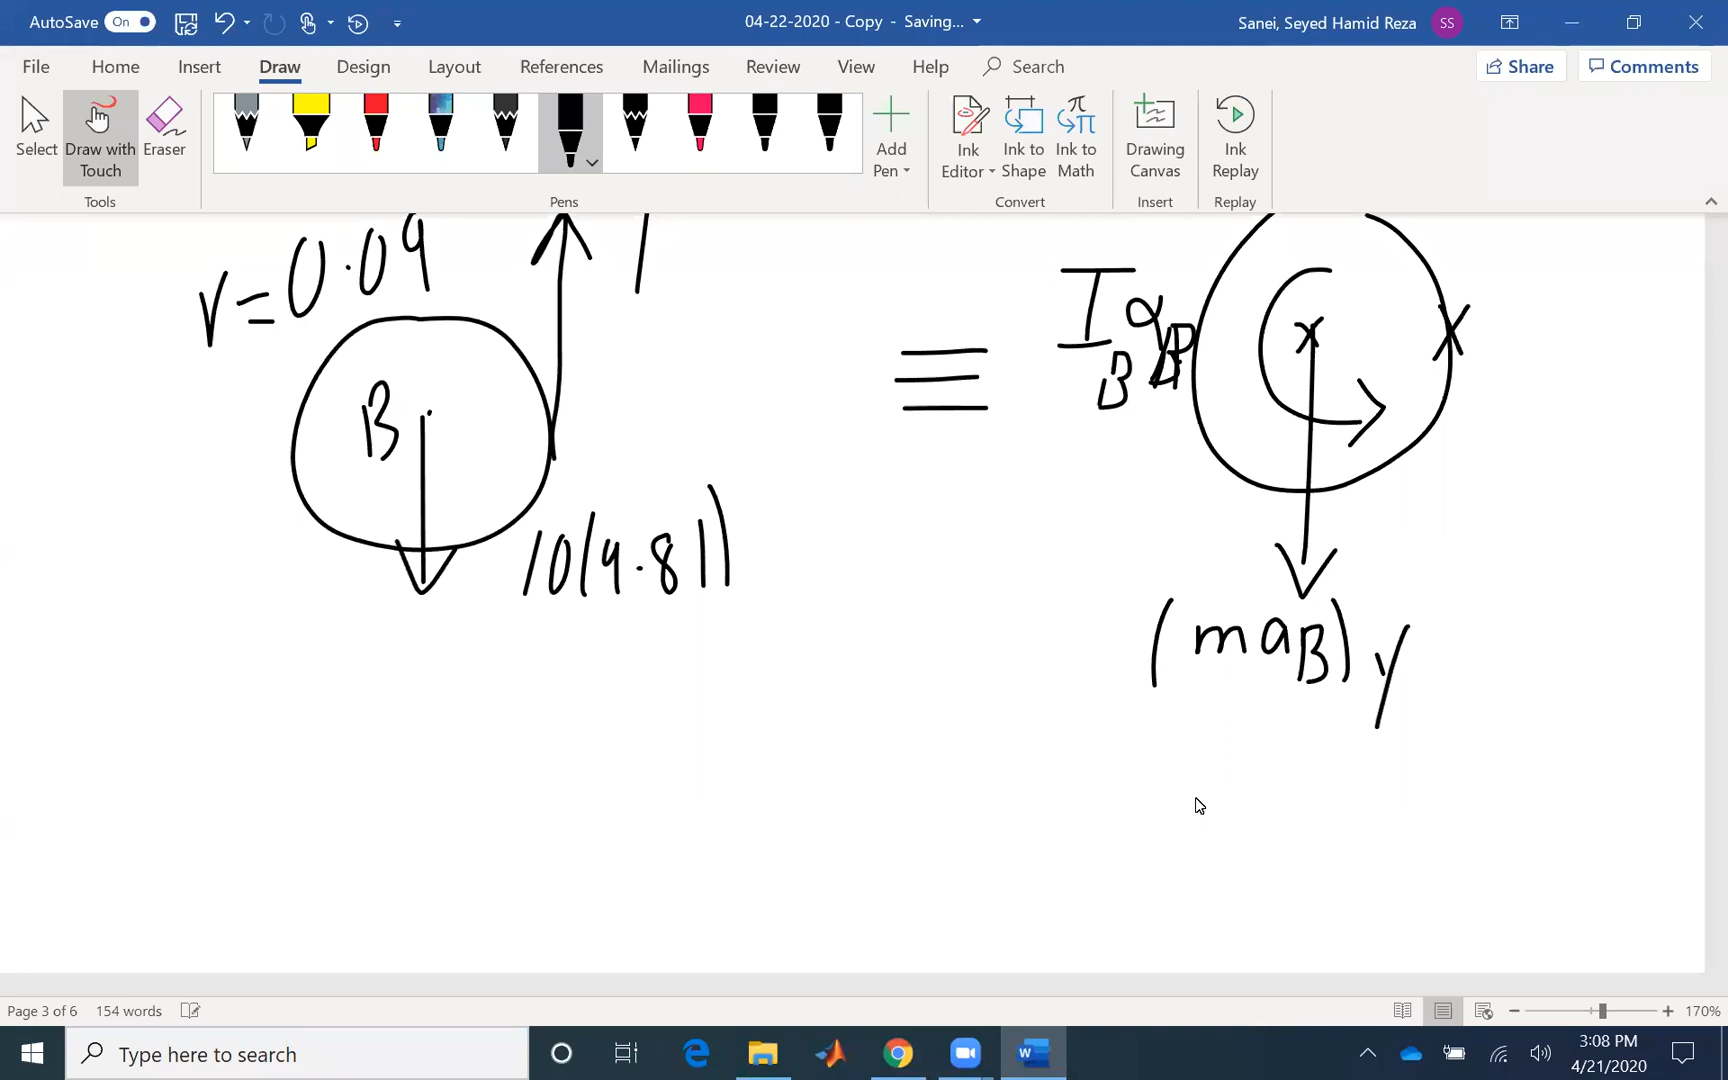 AutoSave On 04-22-2020 - Copy - Saving... Sanei, Seyed Hamid Reza SS
File Home Insert Draw Design Layout References Mailings Review View Help Search Share Comments
Select Draw with Touch Eraser Add Pen Ink Editor Ink to Shape Ink to Math Drawing Canvas Ink Replay
Tools Pens Convert Insert Replay
r=0.09
I α
B
B
10(9.81)
≡
x x
(maB)y
Page 3 of 6 154 words 170%
Type here to search 3:08 PM
4/21/2020